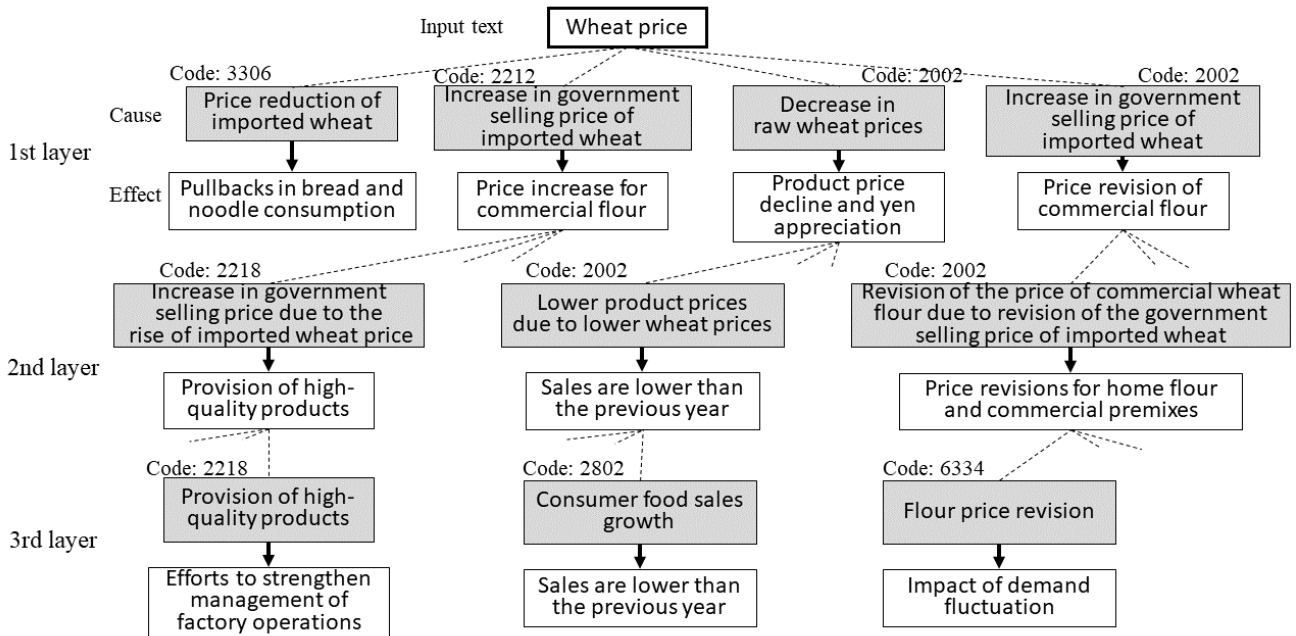 Input text
Wheat price
Code: 3306
Code: 2212
Code: 2002
Code: 2002
1st layer
Cause
Price reduction of
imported wheat
Increase in government
selling price of
imported wheat
Decrease in
raw wheat prices
Increase in government
selling price of
imported wheat
Effect
Pullbacks in bread and
noodle consumption
Price increase for
commercial flour
Product price
decline and yen
appreciation
Price revision of
commercial flour
2nd layer
Code: 2218
Increase in government
selling price due to the
rise of imported wheat price
Code: 2002
Lower product prices
due to lower wheat prices
Code: 2002
Revision of the price of commercial wheat
flour due to revision of the government
selling price of imported wheat
Provision of high-
quality products
Sales are lower than
the previous year
Price revisions for home flour
and commercial premixes
3rd layer
Code: 2218
Provision of high-
quality products
Code: 2802
Consumer food sales
growth
Code: 6334
Flour price revision
Efforts to strengthen
management of
factory operations
Sales are lower than
the previous year
Impact of demand
fluctuation